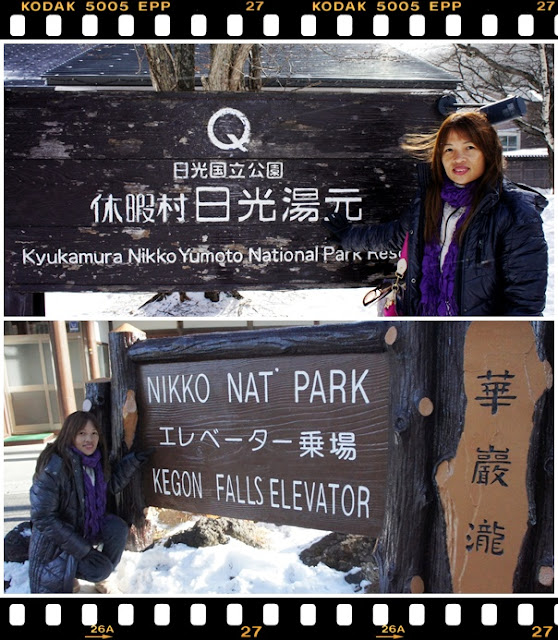 KODAK 5005 EPP 27 KODAK 5005 EPP 27
Q
日光国立公園
休暇村日光湯元
Kyukamura Nikko Yumoto National Park Res
NIKKO NAT' PARK
エレベーター乗場
KEGON FALLS ELEVATOR
華巖瀧
26A 27 26A 27